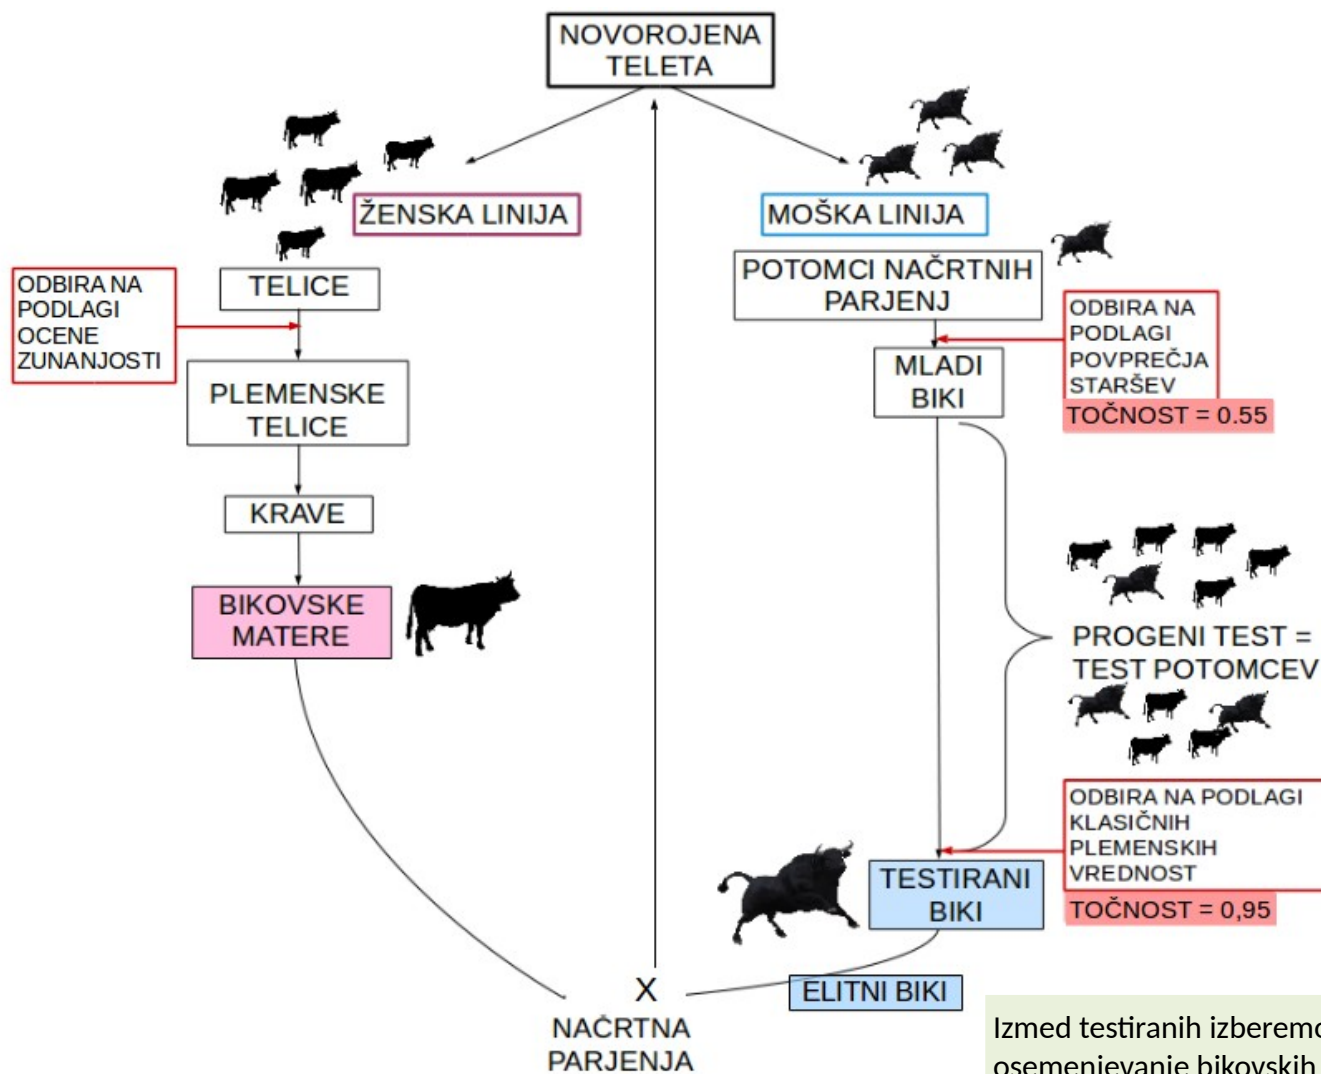 NOVOROJENA
TELETA
ŽENSKA LINIJA
MOŠKA LINIJA
ODBIRA NA
PODLAGI
OCENE
ZUNANJOSTI
TELICE
PLEMENSKE
TELICE
KRAVE
BIKOVSKE
MATERE
POTOMCI NAČRTNIH
PARJENJ
ODBIRA NA
PODLAGI
POVPREČJA
STARŠEV
TOČNOST = 0.55
MLADI
BIKI
PROGENI TEST =
TEST POTOMCEV
ODBIRA NA PODLAGI
KLASIČNIH
PLEMENSKIH
VREDNOST
TOČNOST = 0,95
TESTIRANI
BIKI
ELITNI BIKI
X
NAČRTNA
PARJENJA
Izmed testiranih izberemo
osemenjevanje bikovskih